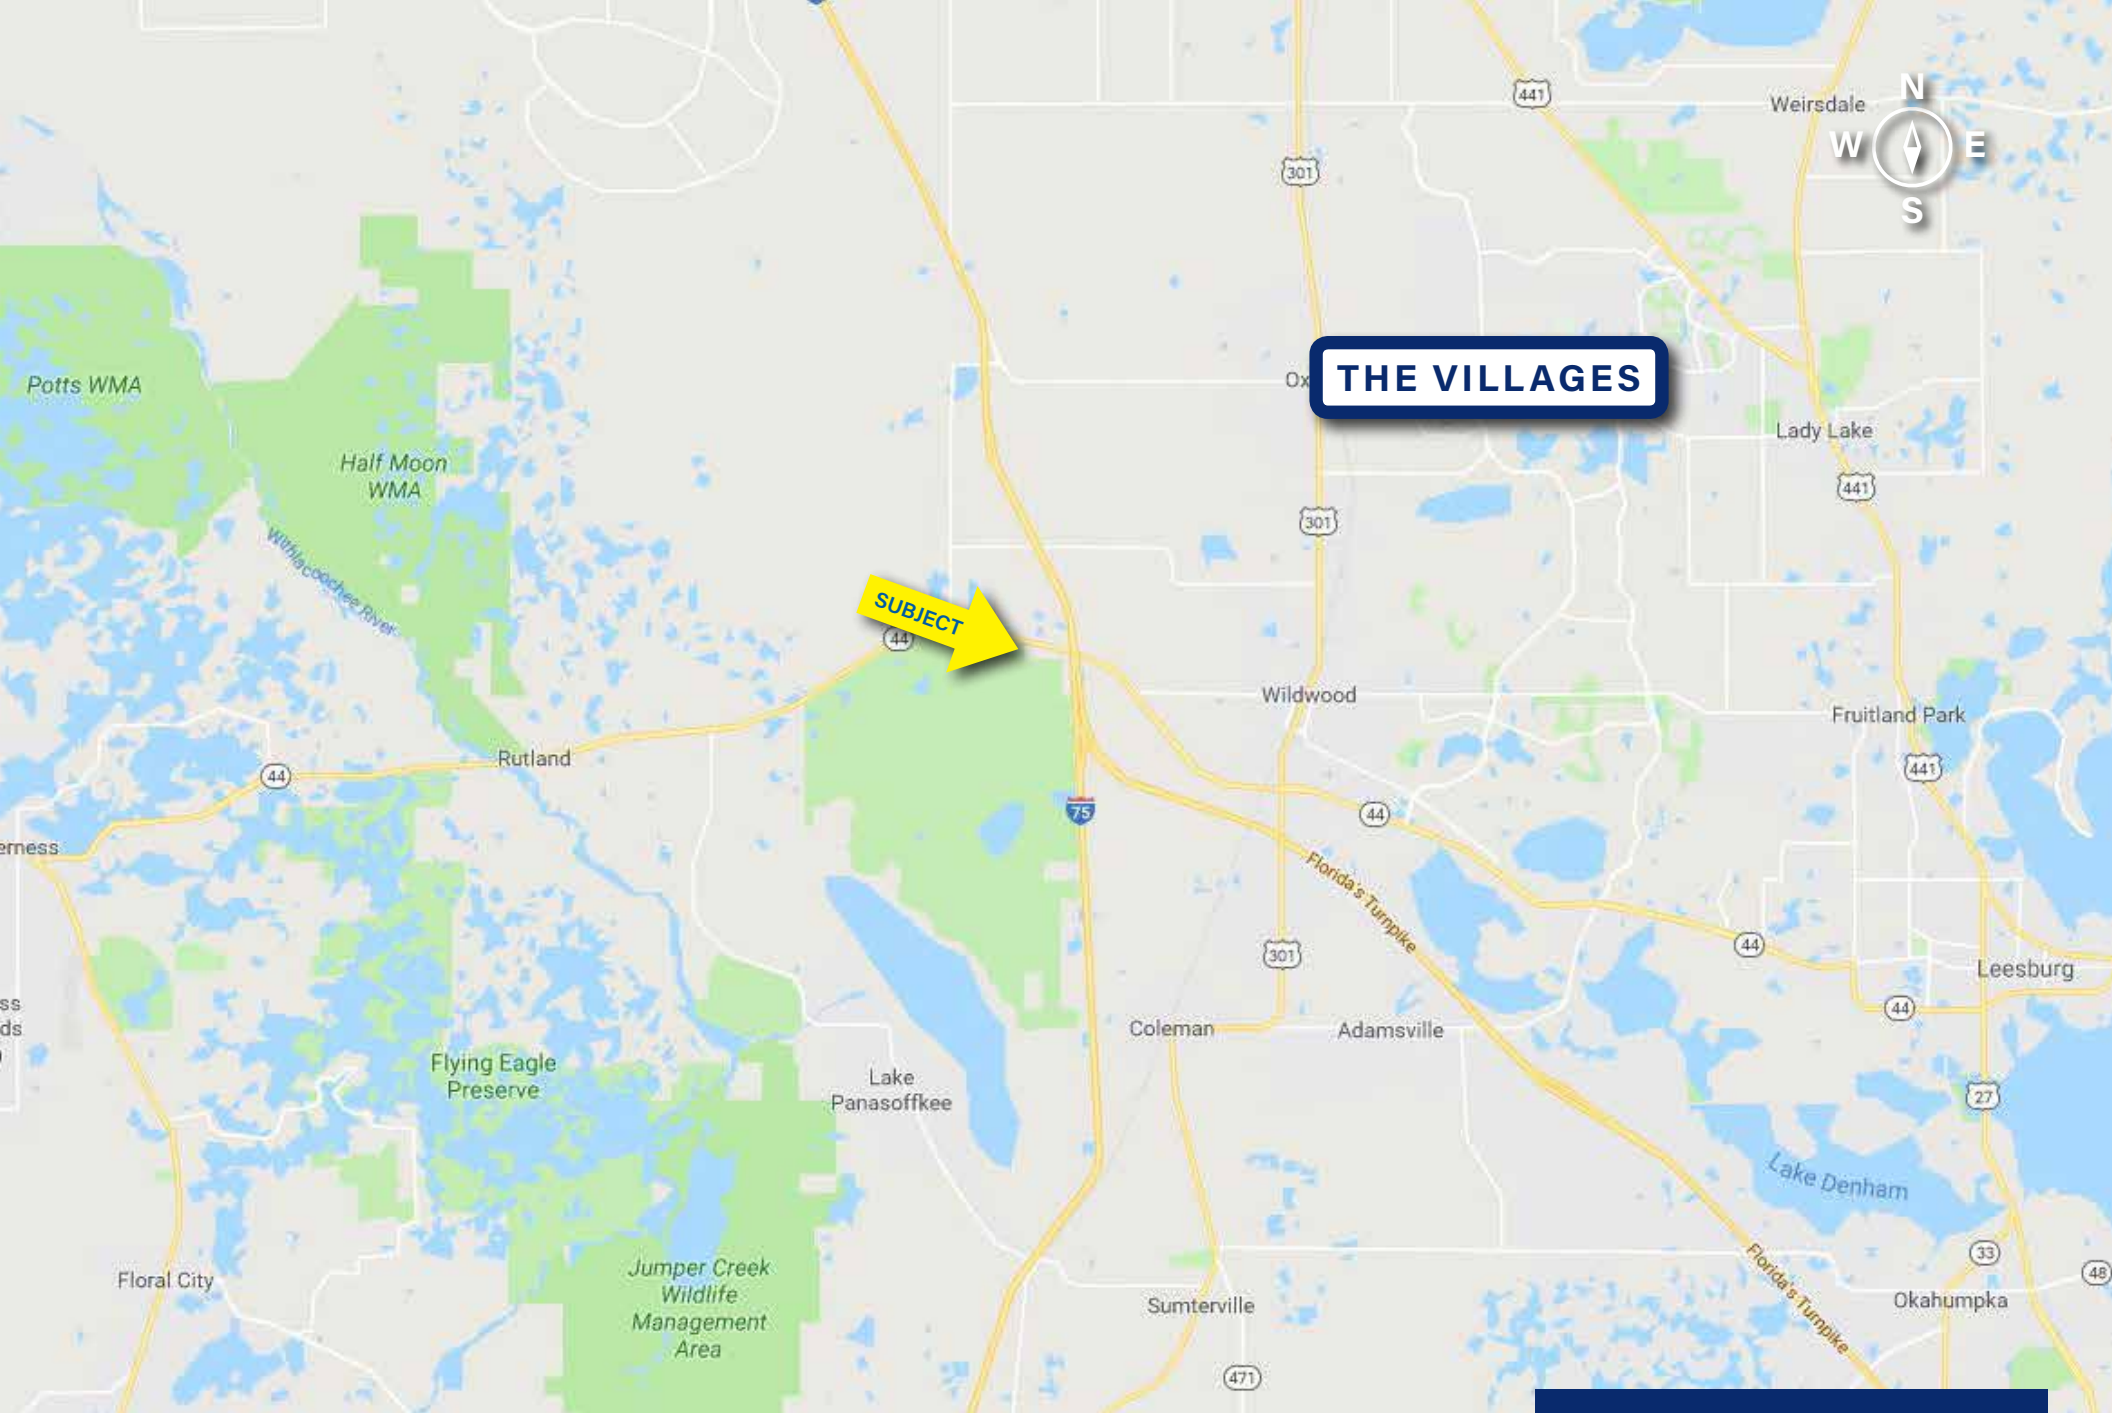 N
441
Weirsdale
W
E
301
S
Potts WMA
Ox
THE VILLAGES
Lady Lake
Half Moon
WMA
441
301
Withlacoochee River
SUBJECT
44
Wildwood
Fruitland Park
Rutland
44
441
75
44
erness
Florida's Turnpike
44
301
Leesburg
ss
ds
)
44
Coleman
Adamsville
Flying Eagle
Preserve
Lake
Panasoffkee
27
Lake Denham
33
Floral City
Jumper Creek
Wildlife
Management
Area
48
Florida's Turnpike
Sumterville
Okahumpka
471